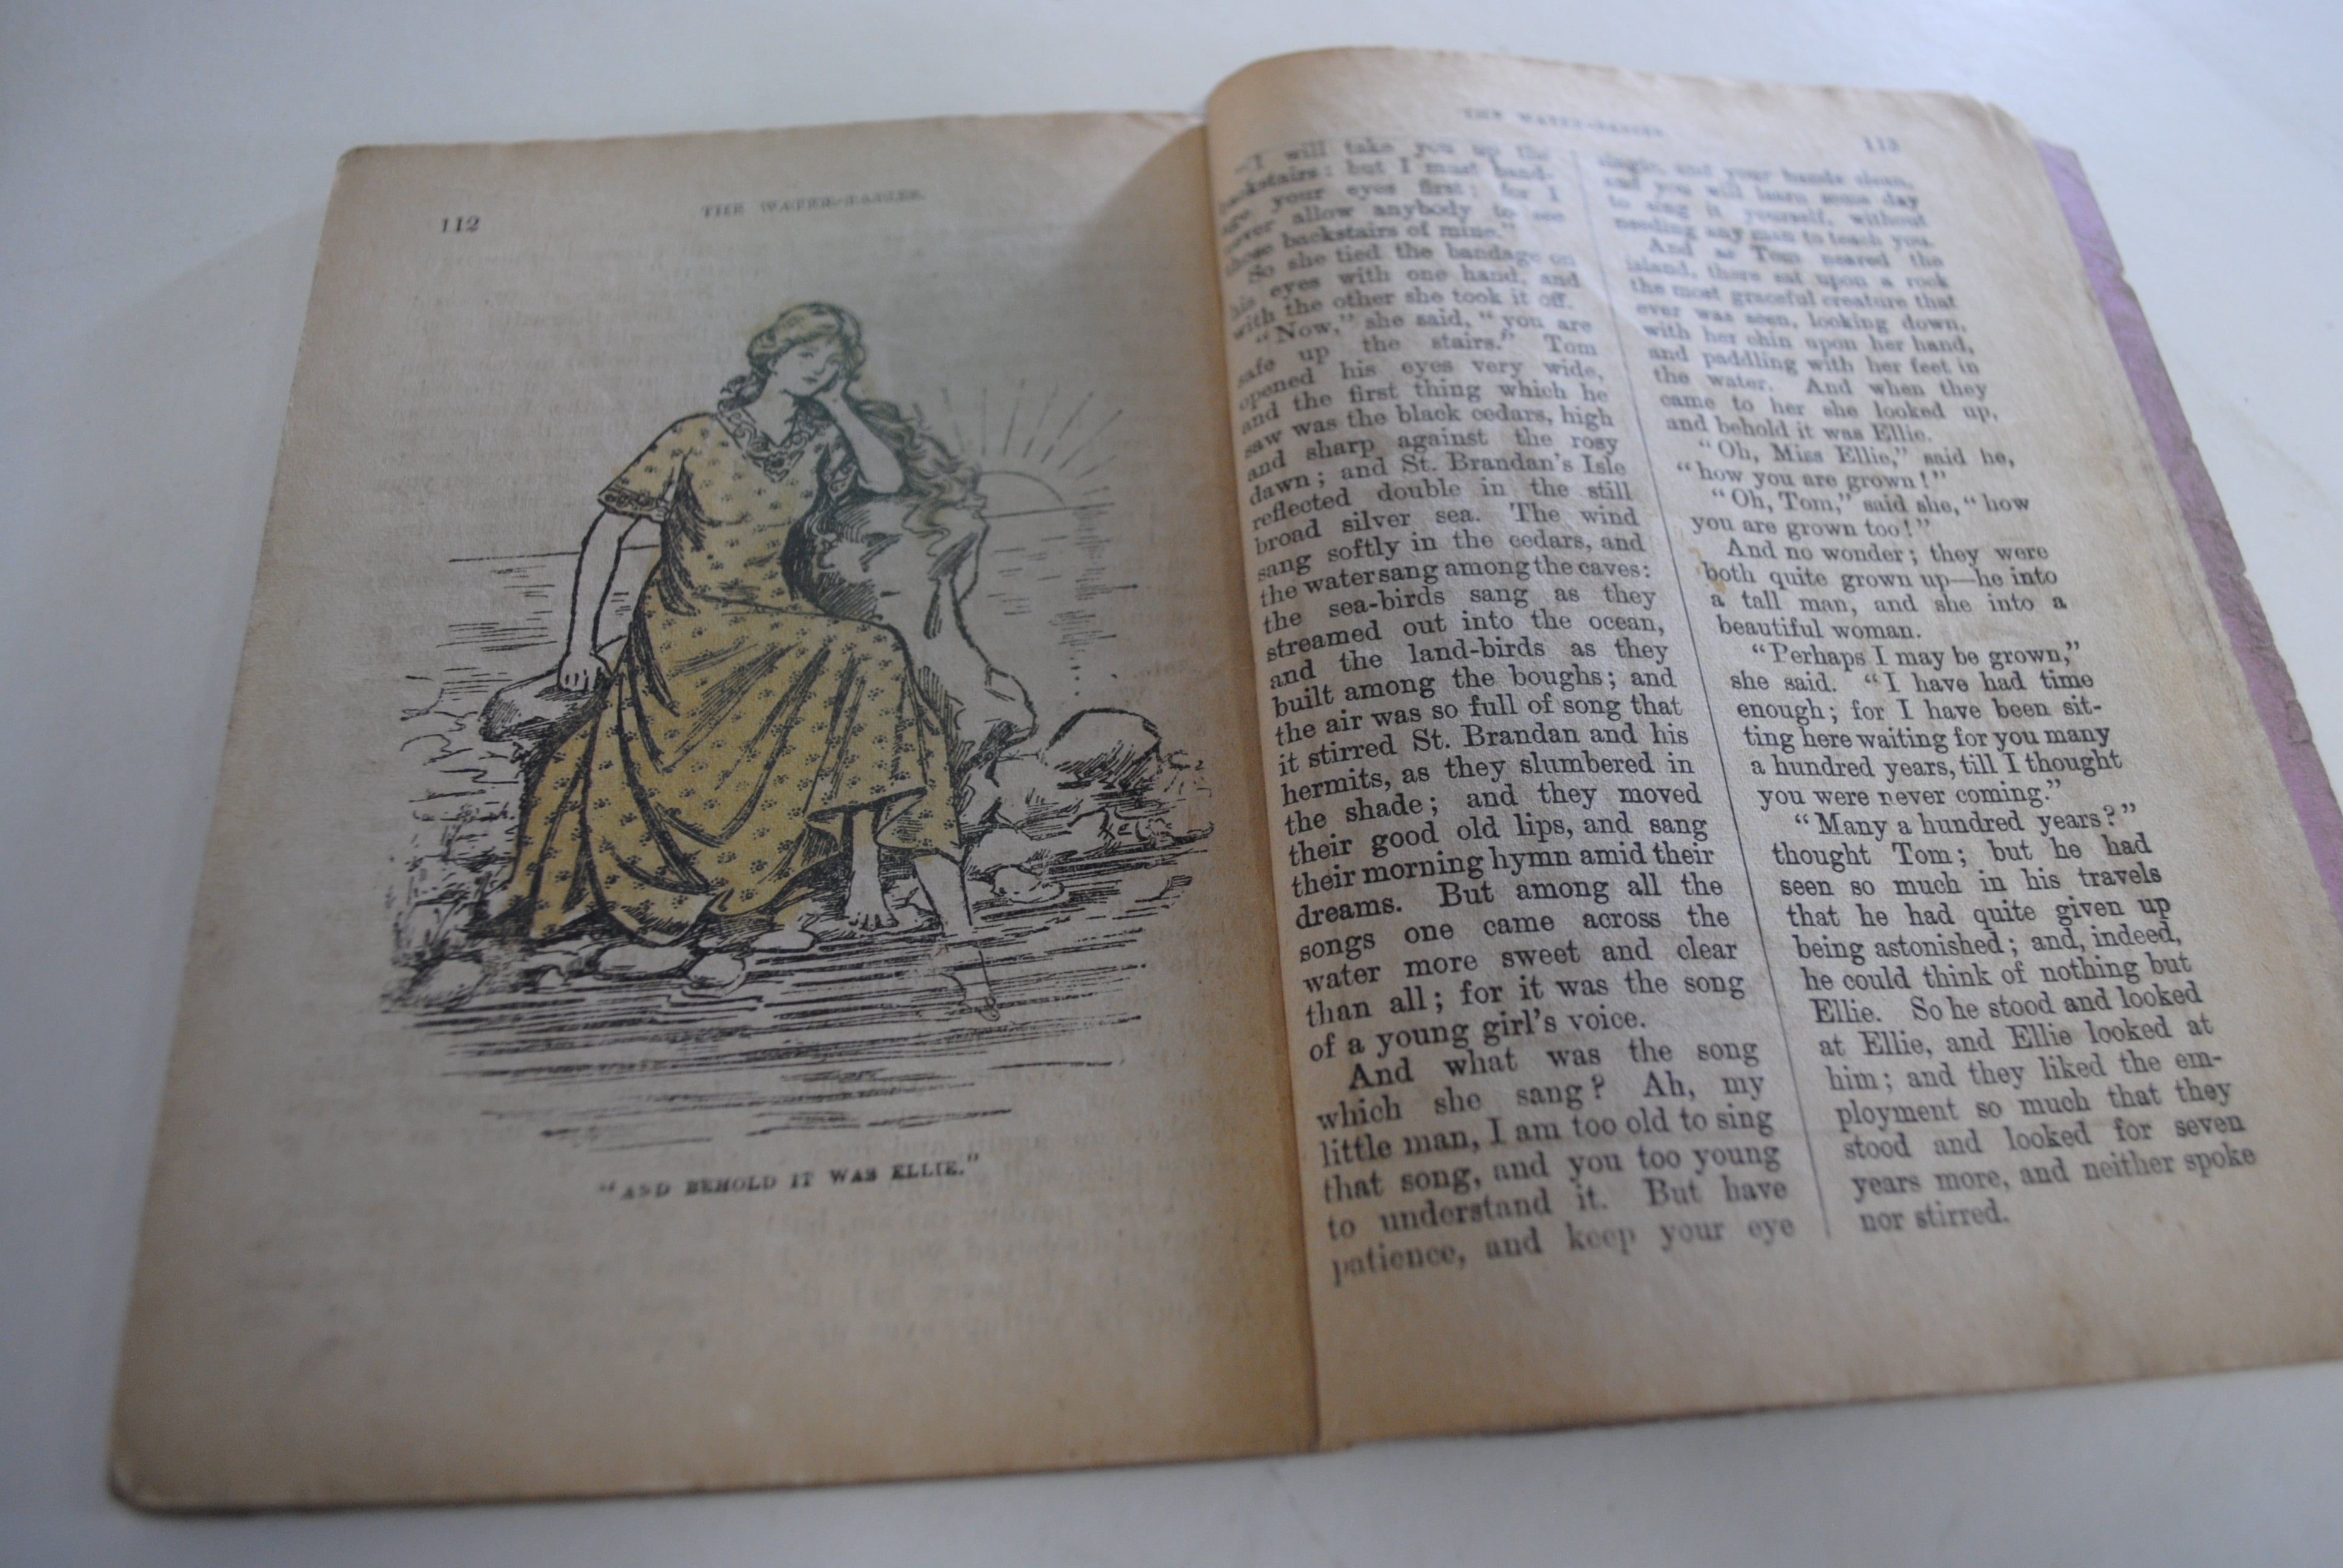 112
THE WATER-BABIES.
"AND BEHOLD IT WAS ELLIE."
THE WATER-BABIES.
113
"I will take you up the
backstairs: but I must band-
age your eyes first; for I
never allow anybody to see
those backstairs of mine."
So she tied the bandage on
his eyes with one hand, and
with the other she took it off.
"Now," she said, "you are
safe up the stairs." Tom
opened his eyes very wide,
and the first thing which he
saw was the black cedars, high
and sharp against the rosy
dawn; and St. Brandan's Isle
reflected double in the still
broad silver sea. The wind
sang softly in the cedars, and
the water sang among the caves:
the sea-birds sang as they
streamed out into the ocean,
and the land-birds as they
built among the boughs; and
the air was so full of song that
it stirred St. Brandan and his
hermits, as they slumbered in
the shade; and they moved
their good old lips, and sang
their morning hymn amid their
dreams. But among all the
songs one came across the
water more sweet and clear
than all; for it was the song
of a young girl's voice.
And what was the song
which she sang? Ah, my
little man, I am too old to sing
that song, and you too young
to understand it. But have
patience, and keep your eye
single, and your hands clean,
and you will learn some day
to sing it yourself, without
needing any man to teach you.
And as Tom neared the
island, there sat upon a rock
the most graceful creature that
ever was seen, looking down,
with her chin upon her hand,
and paddling with her feet in
the water. And when they
came to her she looked up,
and behold it was Ellie.
"Oh, Miss Ellie," said he,
"how you are grown!"
"Oh, Tom," said she, "how
you are grown too!"
And no wonder; they were
both quite grown up—he into
a tall man, and she into a
beautiful woman.
"Perhaps I may be grown,"
she said. "I have had time
enough; for I have been sit-
ting here waiting for you many
a hundred years, till I thought
you were never coming."
"Many a hundred years?"
thought Tom; but he had
seen so much in his travels
that he had quite given up
being astonished; and, indeed,
he could think of nothing but
Ellie. So he stood and looked
at Ellie, and Ellie looked at
him; and they liked the em-
ployment so much that they
stood and looked for seven
years more, and neither spoke
nor stirred.